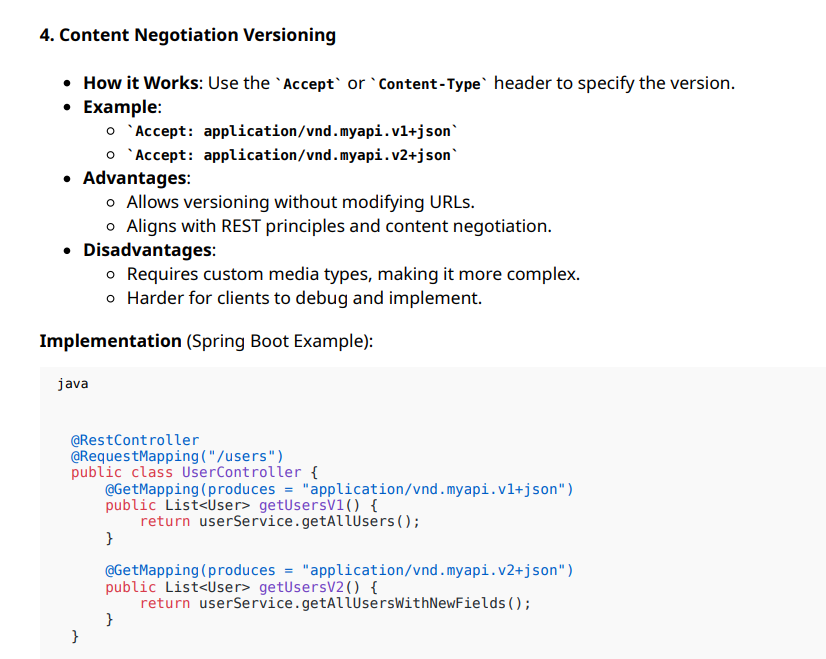 4. Content Negotiation Versioning
• How it Works: Use the `Accept` or `Content-Type` header to specify the version.
• Example:
◦ `Accept: application/vnd.myapi.v1+json`
◦ `Accept: application/vnd.myapi.v2+json`
• Advantages:
◦ Allows versioning without modifying URLs.
◦ Aligns with REST principles and content negotiation.
• Disadvantages:
◦ Requires custom media types, making it more complex.
◦ Harder for clients to debug and implement.
Implementation (Spring Boot Example):
java
@RestController
@RequestMapping("/users")
public class UserController {
    @GetMapping(produces = "application/vnd.myapi.v1+json")
    public List<User> getUsersV1() {
        return userService.getAllUsers();
    }
    @GetMapping(produces = "application/vnd.myapi.v2+json")
    public List<User> getUsersV2() {
        return userService.getAllUsersWithNewFields();
    }
}